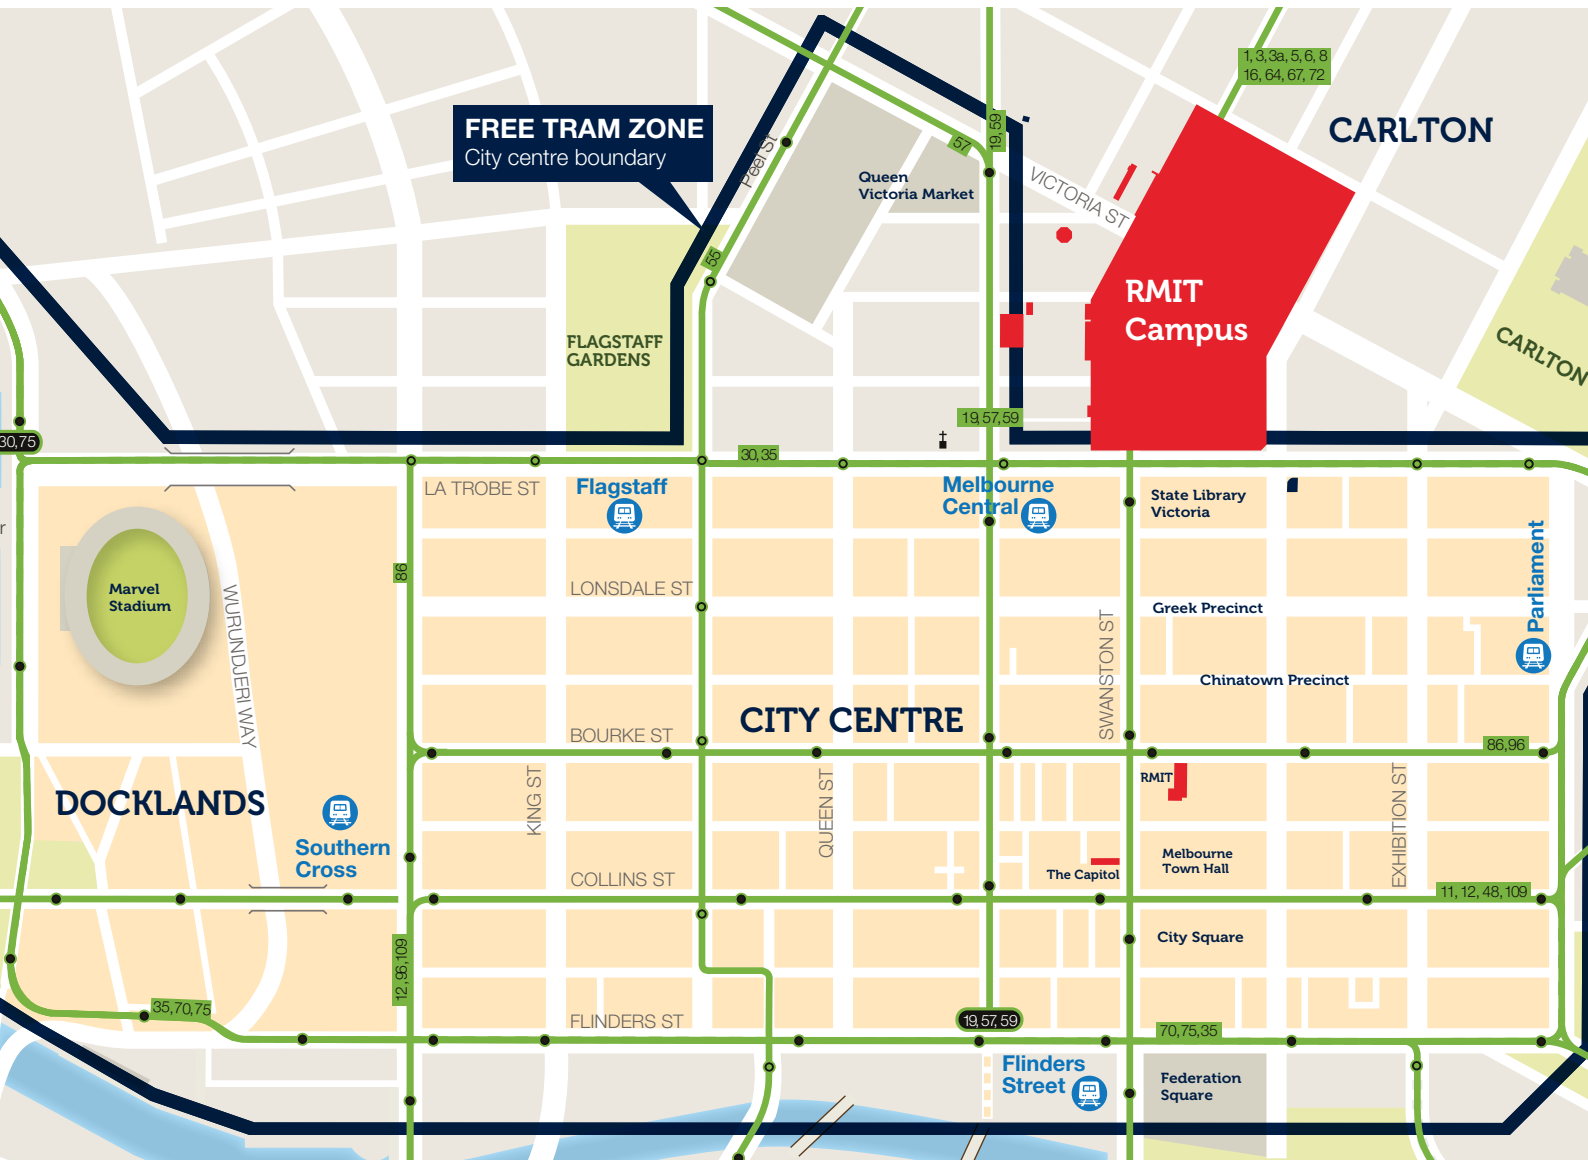 1, 3, 3a, 5, 6, 8
16, 64, 67, 72
CARLTON
FREE TRAM ZONE
City centre boundary
Peel St
57
19, 59
Queen
Victoria Market
VICTORIA ST
55
RMIT
Campus
FLAGSTAFF
GARDENS
CARLTON
19, 57, 59
30, 75
30, 35
LA TROBE ST
Flagstaff
Melbourne
Central
State Library
Victoria
Parliament
86
Marvel
Stadium
WURUNDJERI WAY
LONSDALE ST
Greek Precinct
SWANSTON ST
Chinatown Precinct
CITY CENTRE
BOURKE ST
86, 96
KING ST
QUEEN ST
RMIT
EXHIBITION ST
DOCKLANDS
Southern
Cross
Melbourne
Town Hall
The Capitol
COLLINS ST
11, 12, 48, 109
City Square
12, 96, 109
35, 70, 75
FLINDERS ST
19, 57, 59
70, 75, 35
Flinders
Street
Federation
Square